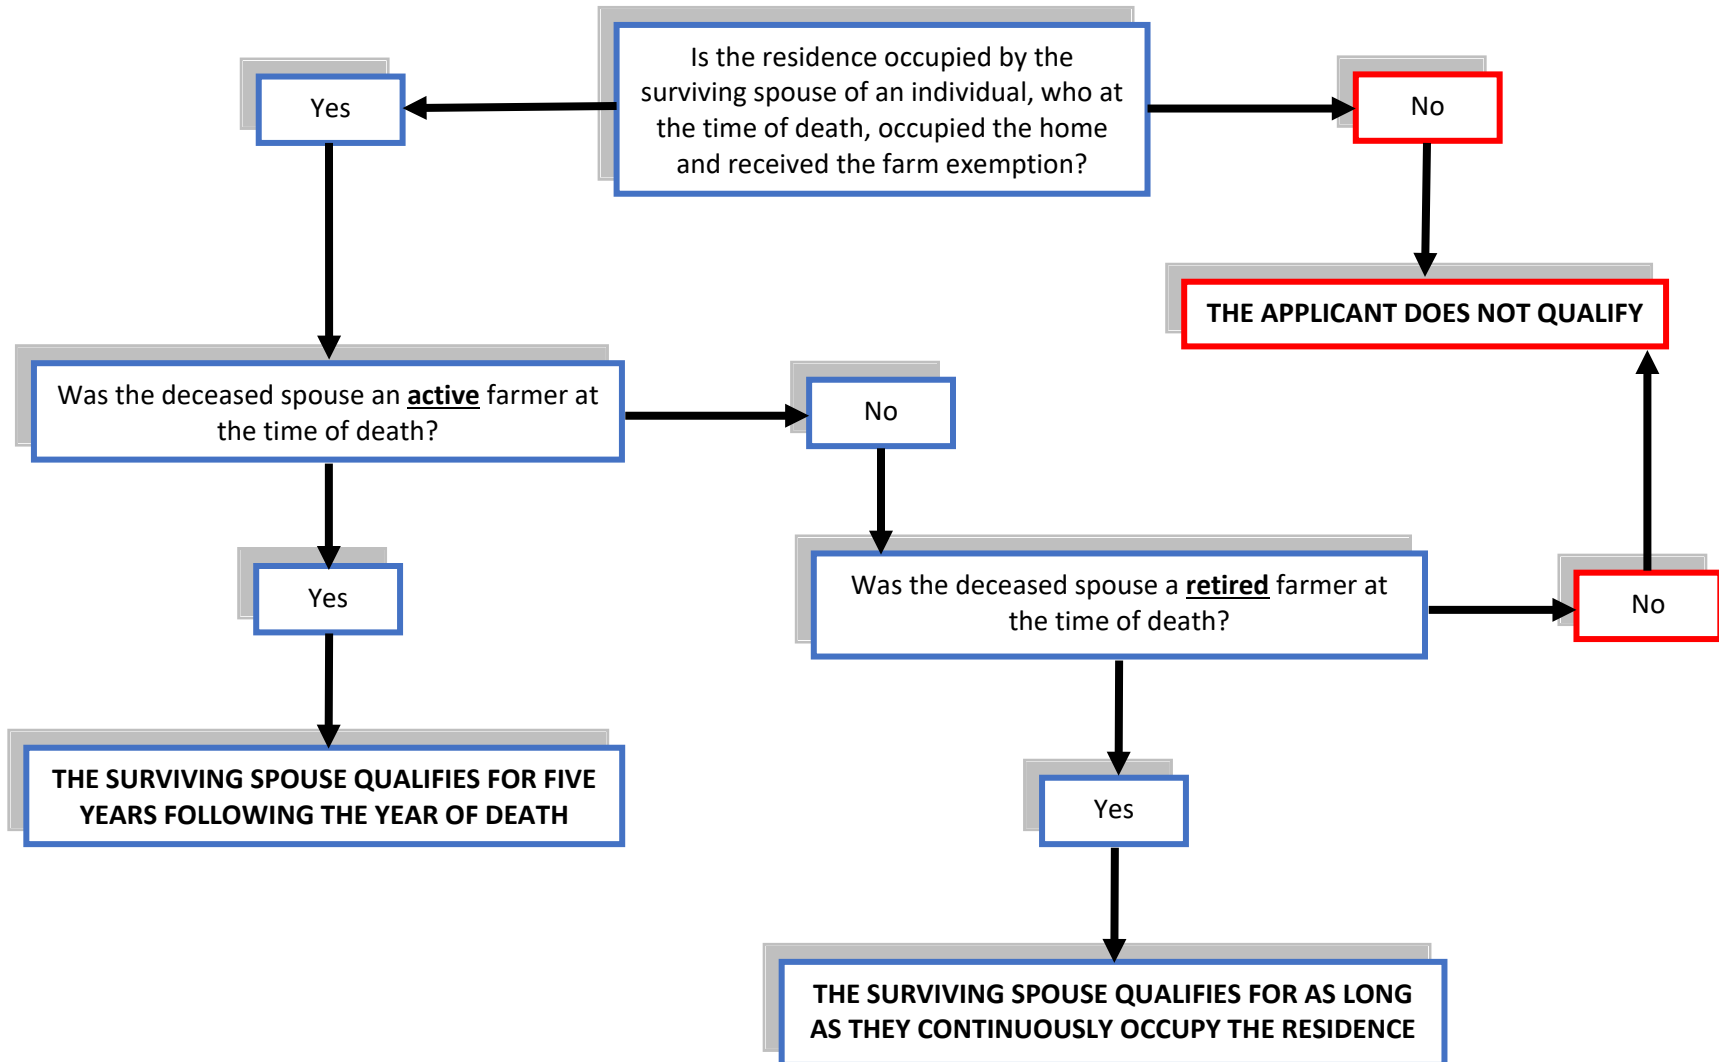 Is the residence occupied by the
surviving spouse of an individual, who at
the time of death, occupied the home
and received the farm exemption?
Yes
No
THE APPLICANT DOES NOT QUALIFY
Was the deceased spouse an active farmer at
the time of death?
No
Yes
Was the deceased spouse a retired farmer at
the time of death?
No
THE SURVIVING SPOUSE QUALIFIES FOR FIVE
YEARS FOLLOWING THE YEAR OF DEATH
Yes
THE SURVIVING SPOUSE QUALIFIES FOR AS LONG
AS THEY CONTINUOUSLY OCCUPY THE RESIDENCE